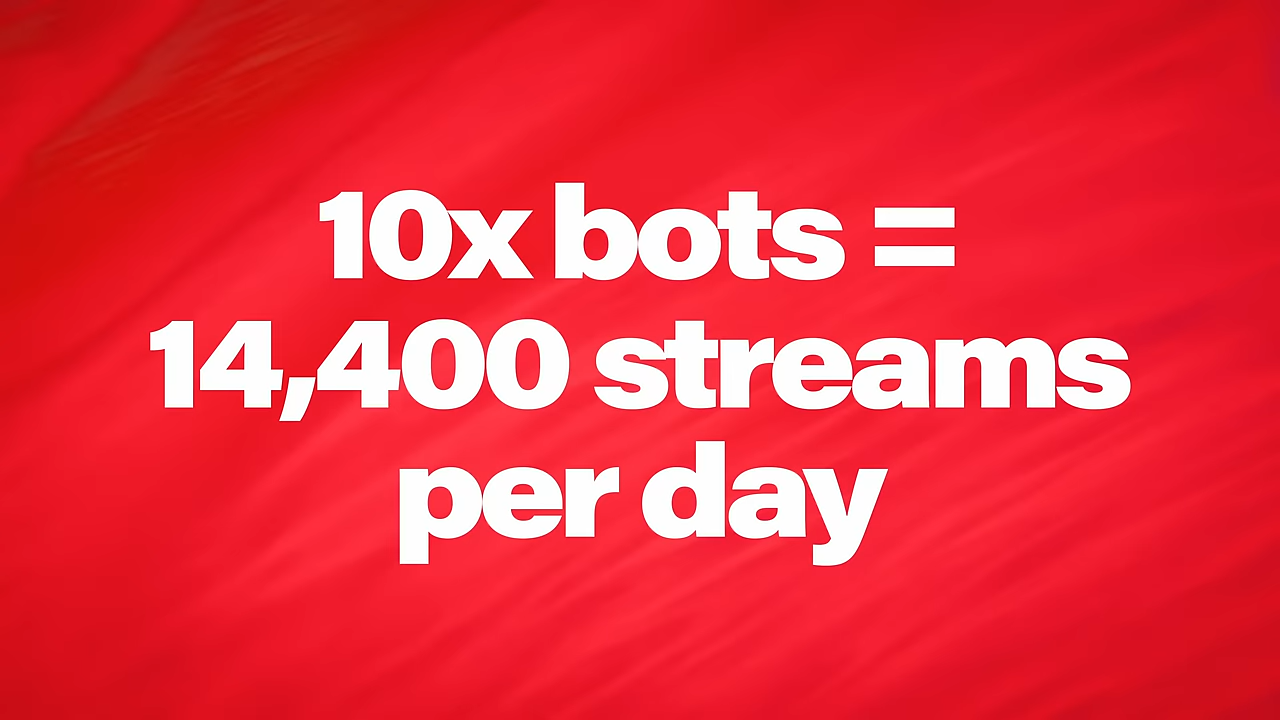 10x bots =
14,400 streams
per day